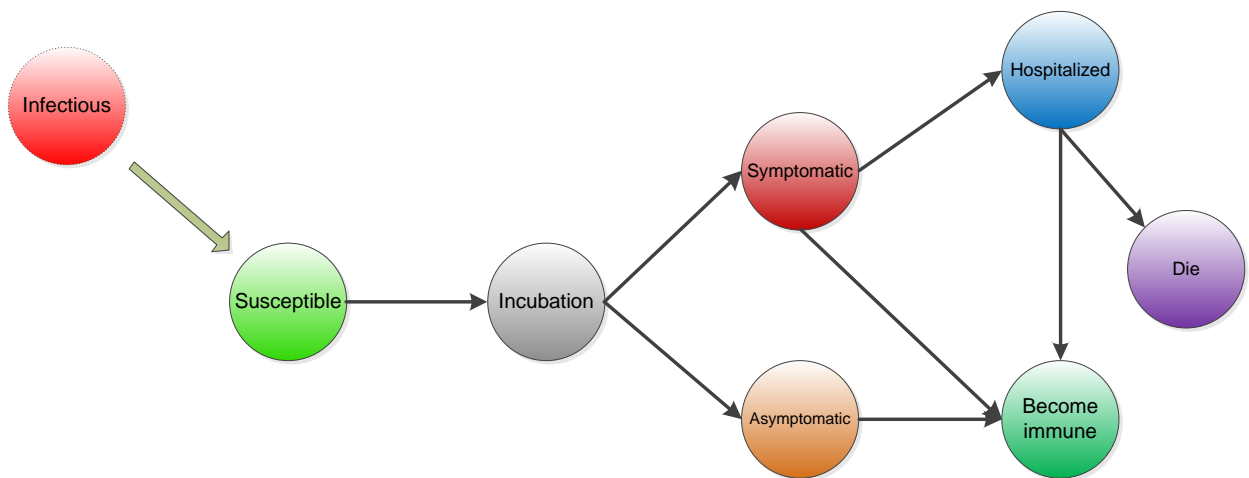 Infectious
Susceptible
Incubation
Symptomatic
Asymptomatic
Hospitalized
Die
Become
immune